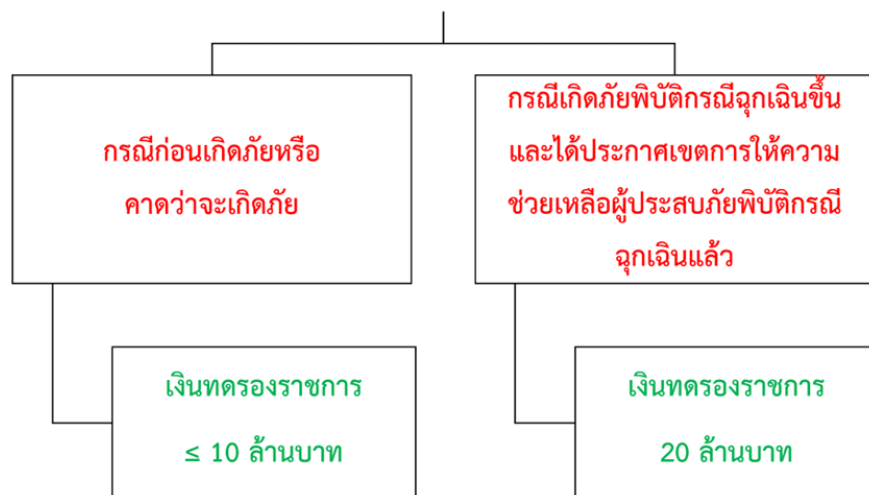 กรณีก่อนเกิดภัยหรือ
คาดว่าจะเกิดภัย
กรณีเกิดภัยพิบัติกรณีฉุกเฉินขึ้น
และได้ประกาศเขตการให้ความ
ช่วยเหลือผู้ประสบภัยพิบัติกรณี
ฉุกเฉินแล้ว
เงินทดรองราชการ
≤ 10 ล้านบาท
เงินทดรองราชการ
20 ล้านบาท